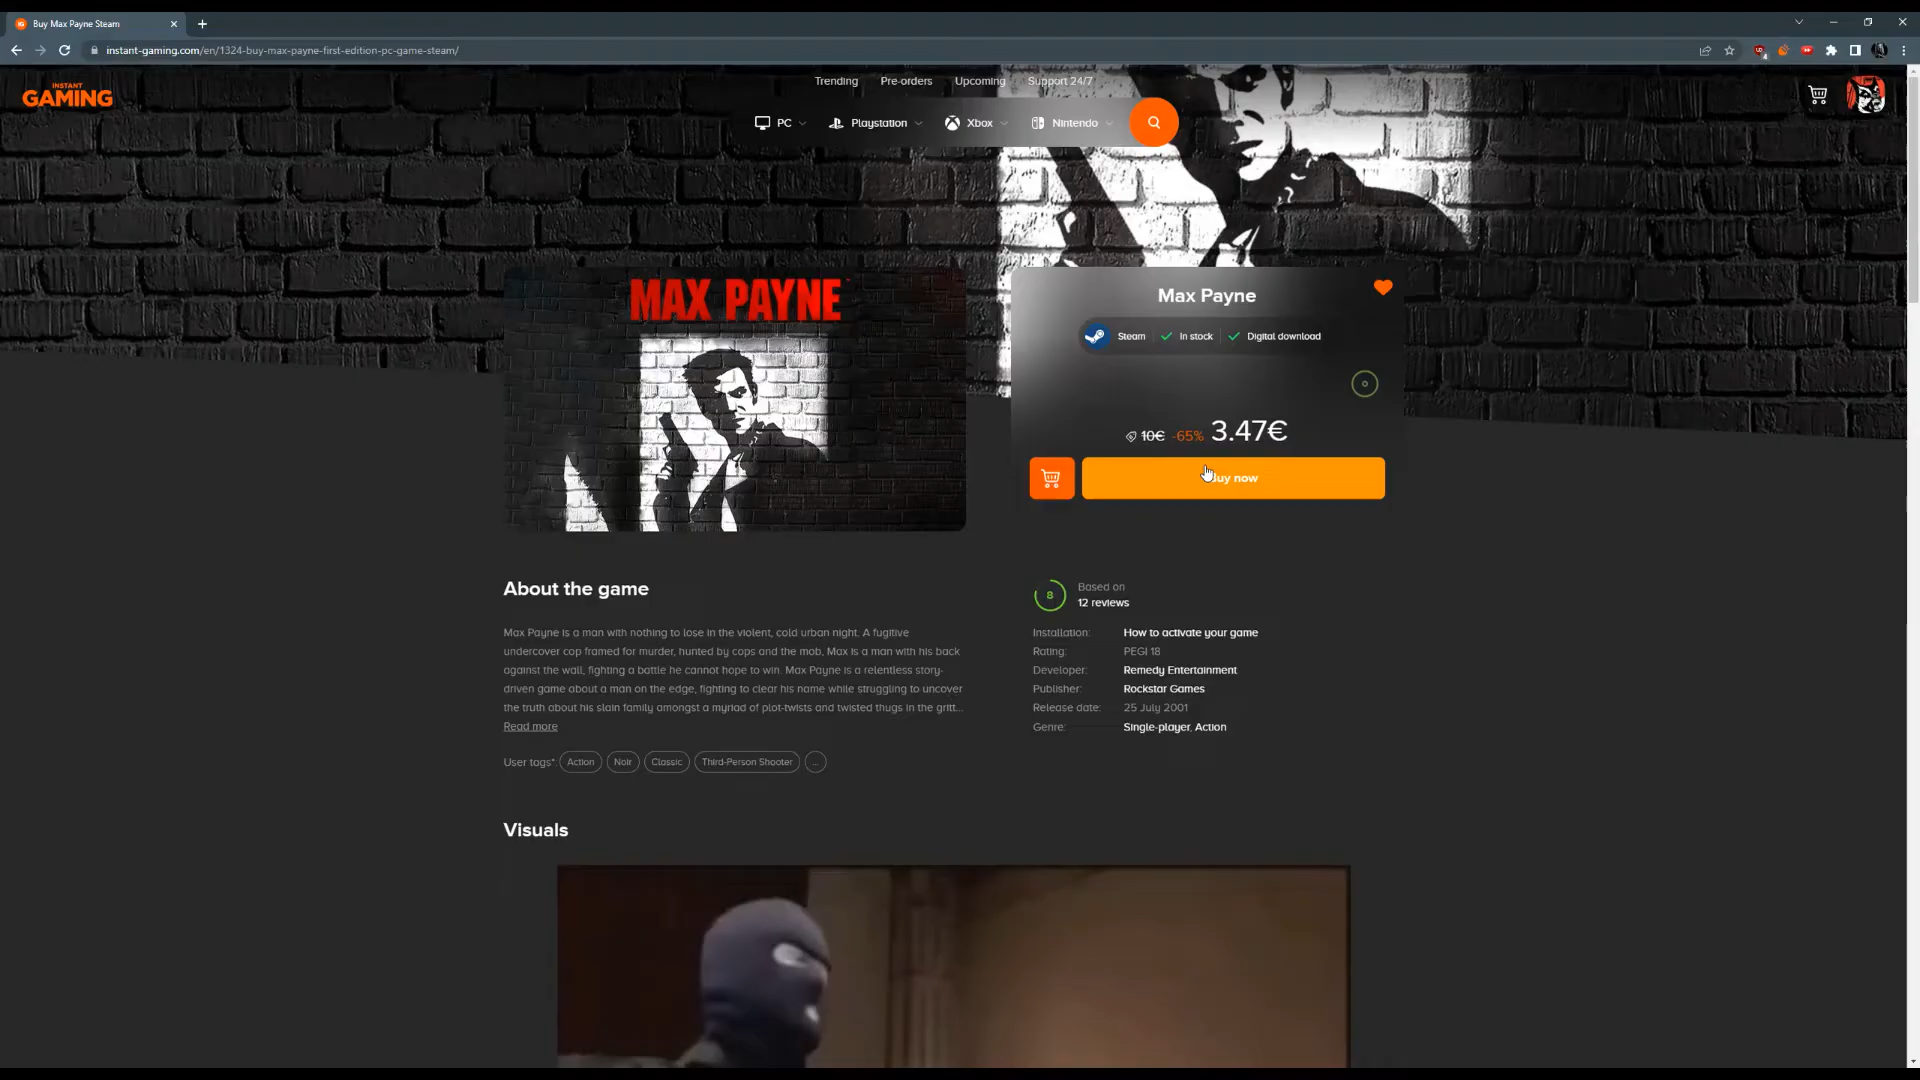 Buy Max Payne Steam
instant-gaming.com/en/1324-buy-max-payne-first-edition-pc-game-steam/
INSTANT
GAMING
Trending Pre-orders Upcoming Support 24/7
PC Playstation Xbox Nintendo
MAX PAYNE
Max Payne
Steam In stock Digital download
10€ -65% 3.47€
Buy now
About the game
Max Payne is a man with nothing to lose in the violent, cold urban night. A fugitive
undercover cop framed for murder, hunted by cops and the mob, Max is a man with his back
against the wall, fighting a battle he cannot hope to win. Max Payne is a relentless story-
driven game about a man on the edge, fighting to clear his name while struggling to uncover
the truth about his slain family amongst a myriad of plot-twists and twisted thugs in the gritt...
Read more
User tags*: Action Noir Classic Third-Person Shooter ...
8
Based on
12 reviews
Installation: How to activate your game
Rating: PEGI 18
Developer: Remedy Entertainment
Publisher: Rockstar Games
Release date: 25 July 2001
Genre: Single-player, Action
Visuals